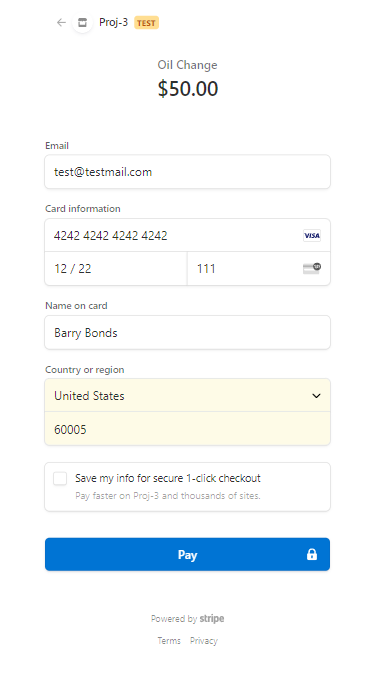 Proj-3 TEST
Oil Change
$50.00
Email
test@testmail.com
Card information
4242 4242 4242 4242 VISA
12 / 22 111
Name on card
Barry Bonds
Country or region
United States
60005
Save my info for secure 1-click checkout
Pay faster on Proj-3 and thousands of sites.
Pay
Powered by stripe
Terms Privacy